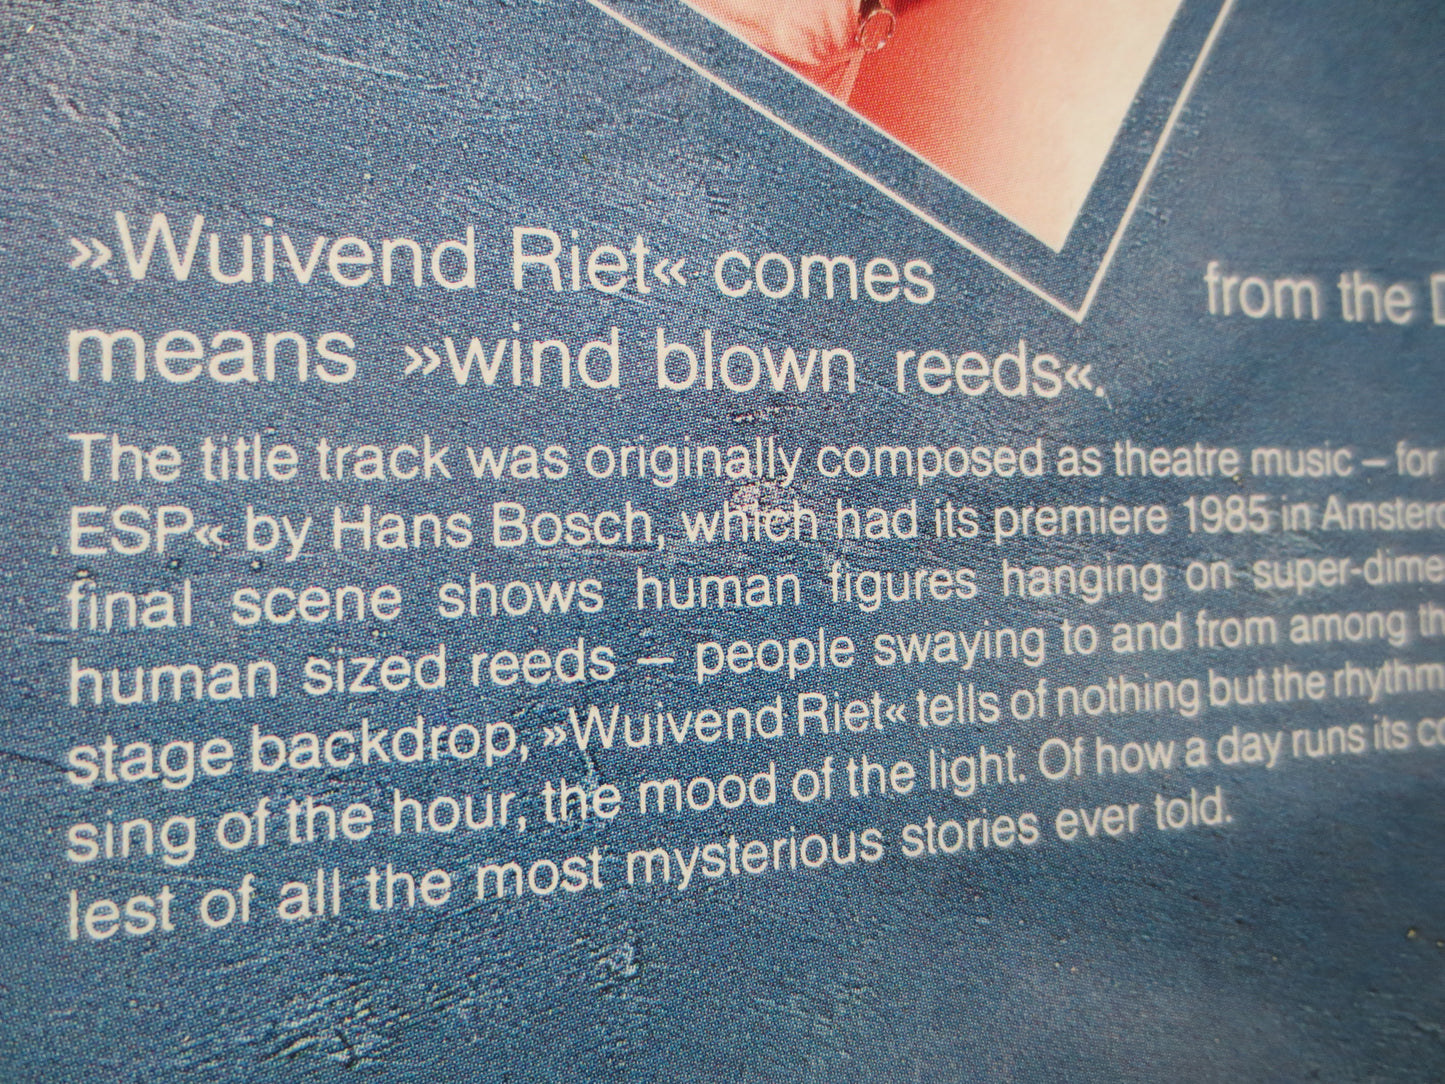 »Wuivend Riet« comes from the
means »wind blown reeds«.
The title track was originally composed as theatre music – for
ESP« by Hans Bosch, which had its premiere 1985 in
final scene shows human figures hanging on
human sized reeds – people swaying to and from among
stage backdrop, »Wuivend Riet« tells of nothing but the
sing of the hour, the mood of the light. Of how a day runs its
lest of all the most mysterious stories ever told.